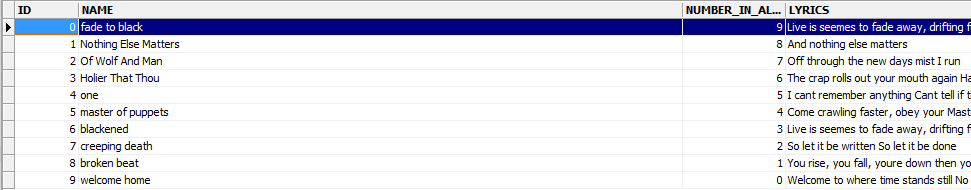 ID NAME NUMBER_IN_AL... LYRICS
0 fade to black 9 Live is seemes to fade away, drifting f
1 Nothing Else Matters 8 And nothing else matters
2 Of Wolf And Man 7 Off through the new days mist I run
3 Holier That Thou 6 The crap rolls out your mouth again Ha
4 one 5 I cant remember anything Cant tell if t
5 master of puppets 4 Come crawling faster, obey your Mast
6 blackened 3 Live is seemes to fade away, drifting f
7 creeping death 2 So let it be written So let it be done
8 broken beat 1 You rise, you fall, youre down then yo
9 welcome home 0 Welcome to where time stands still No